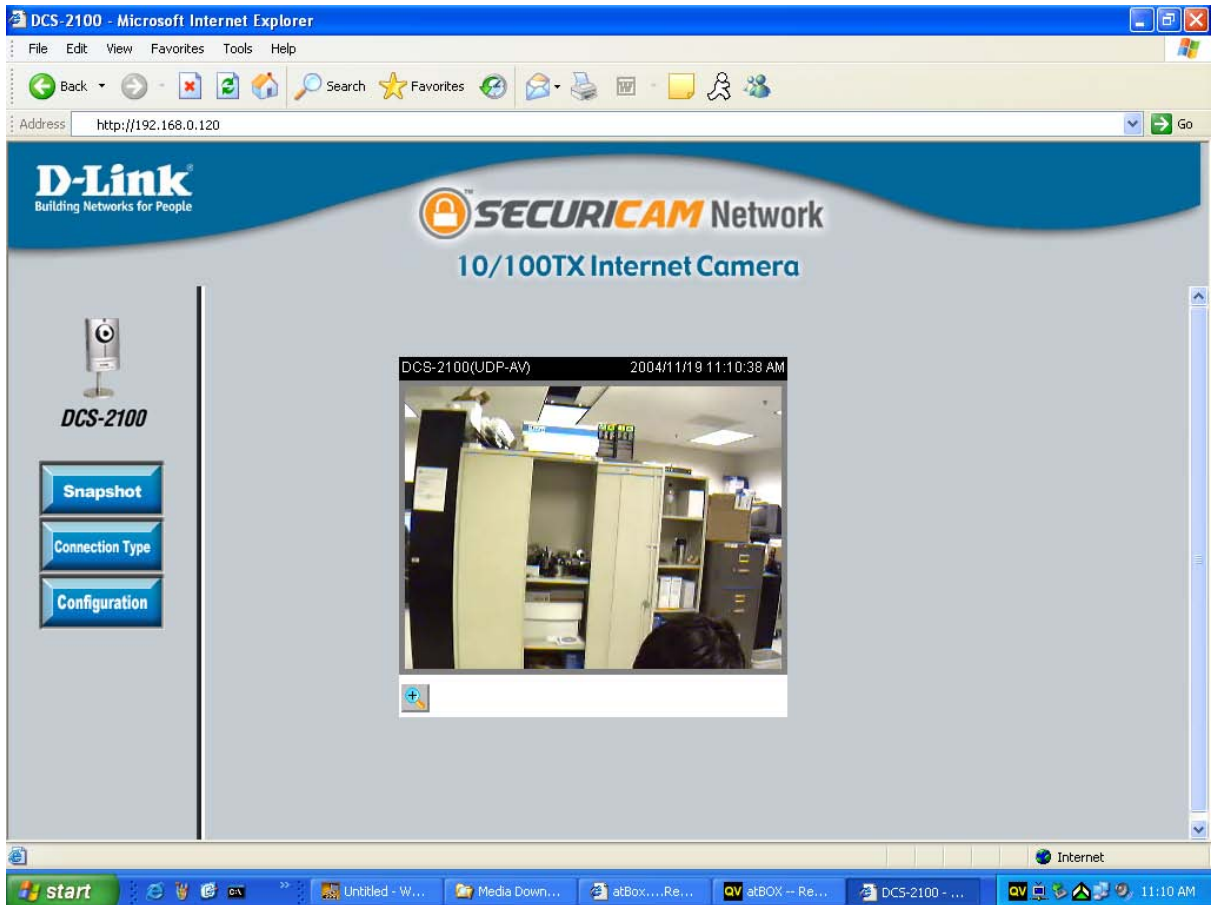 DCS-2100 - Microsoft Internet Explorer
File Edit View Favorites Tools Help
Back Search Favorites
Address http://192.168.0.120 Go
D-Link®
Building Networks for People
SECURICAM™ Network
10/100TX Internet Camera
DCS-2100
Snapshot
Connection Type
Configuration
DCS-2100(UDP-AV) 2004/11/19 11:10:38 AM
Internet
start Untitled - W... Media Down... atBox....Re... QV atBOX -- Re... DCS-2100 - ... QV 11:10 AM